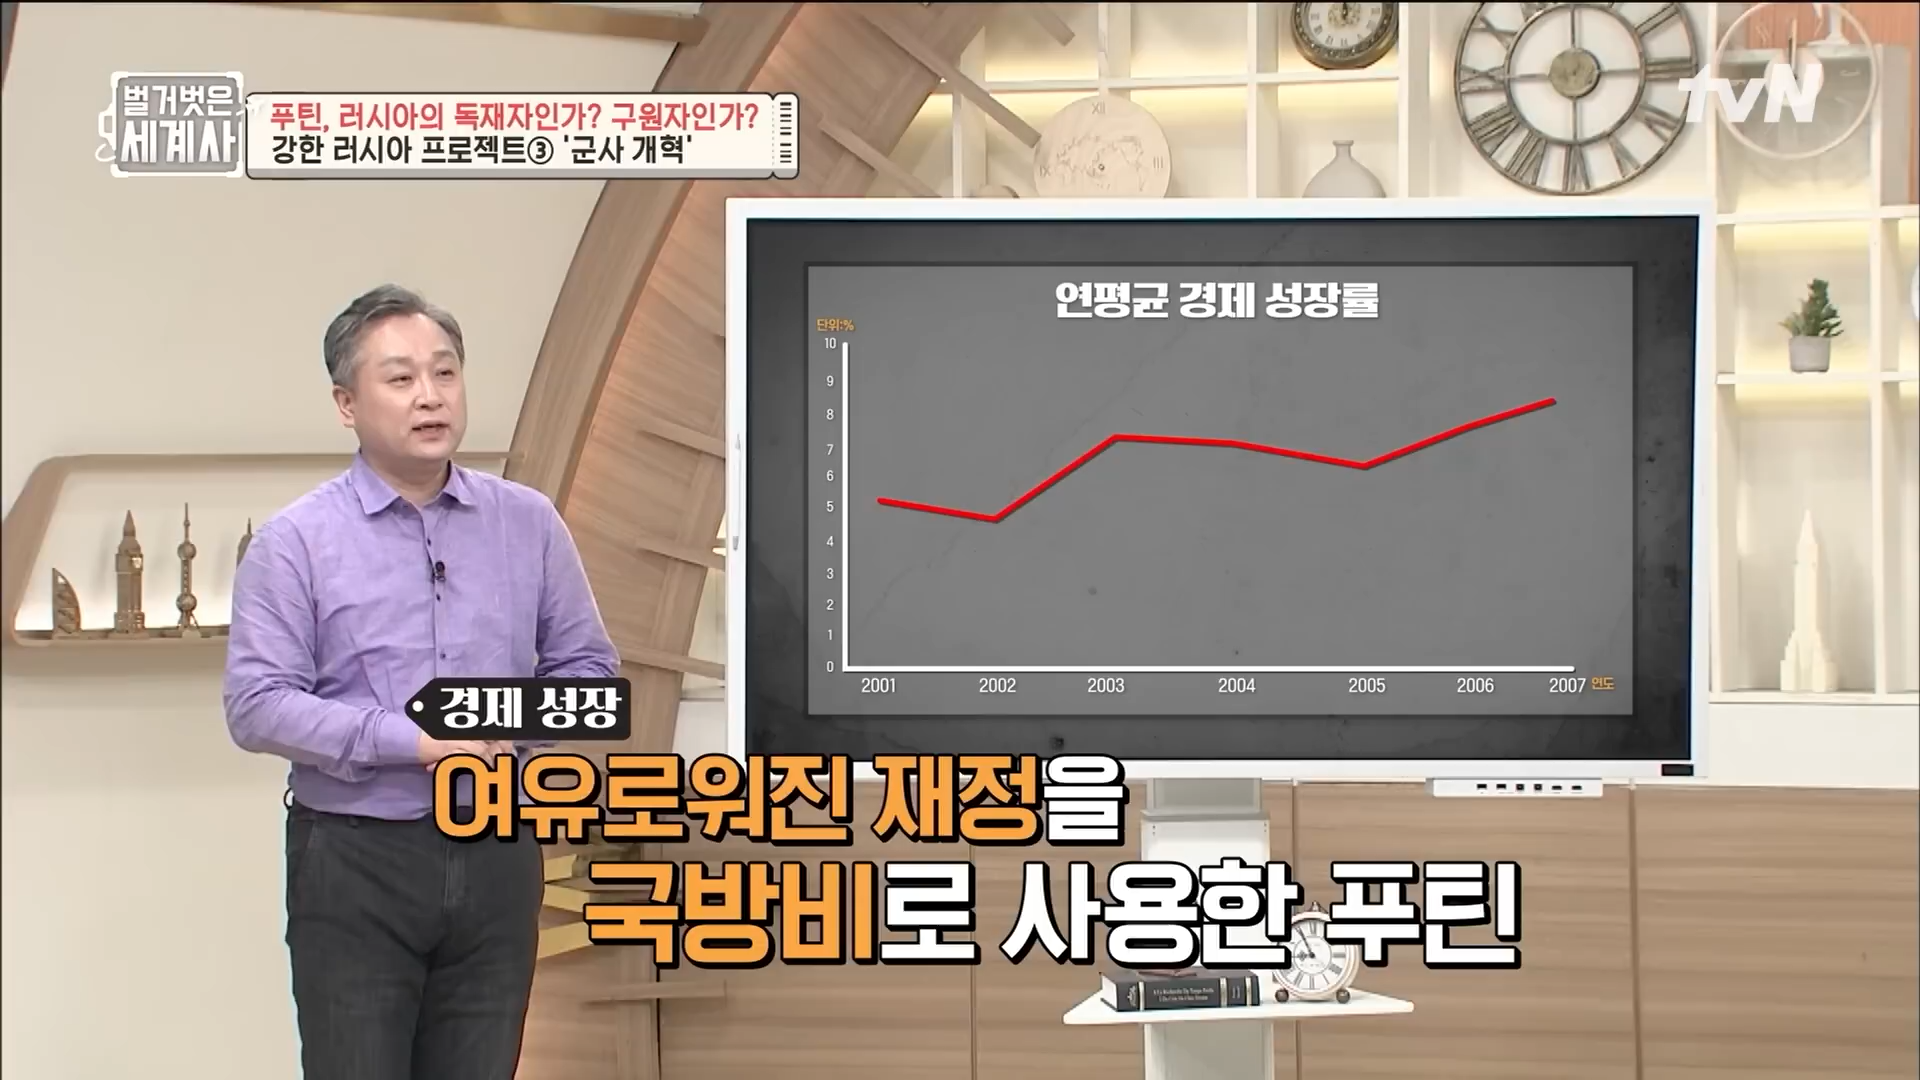 벌거벗은
세계사
푸틴, 러시아의 독재자인가? 구원자인가?
강한 러시아 프로젝트③ '군사 개혁'
tvN
XII
III
IX
연평균 경제 성장률
단위:%
10
9
8
7
6
5
4
3
2
1
0
2001 2002 2003 2004 2005 2006 2007 연도
경제 성장
여유로워진 재정을
국방비로 사용한 푸틴